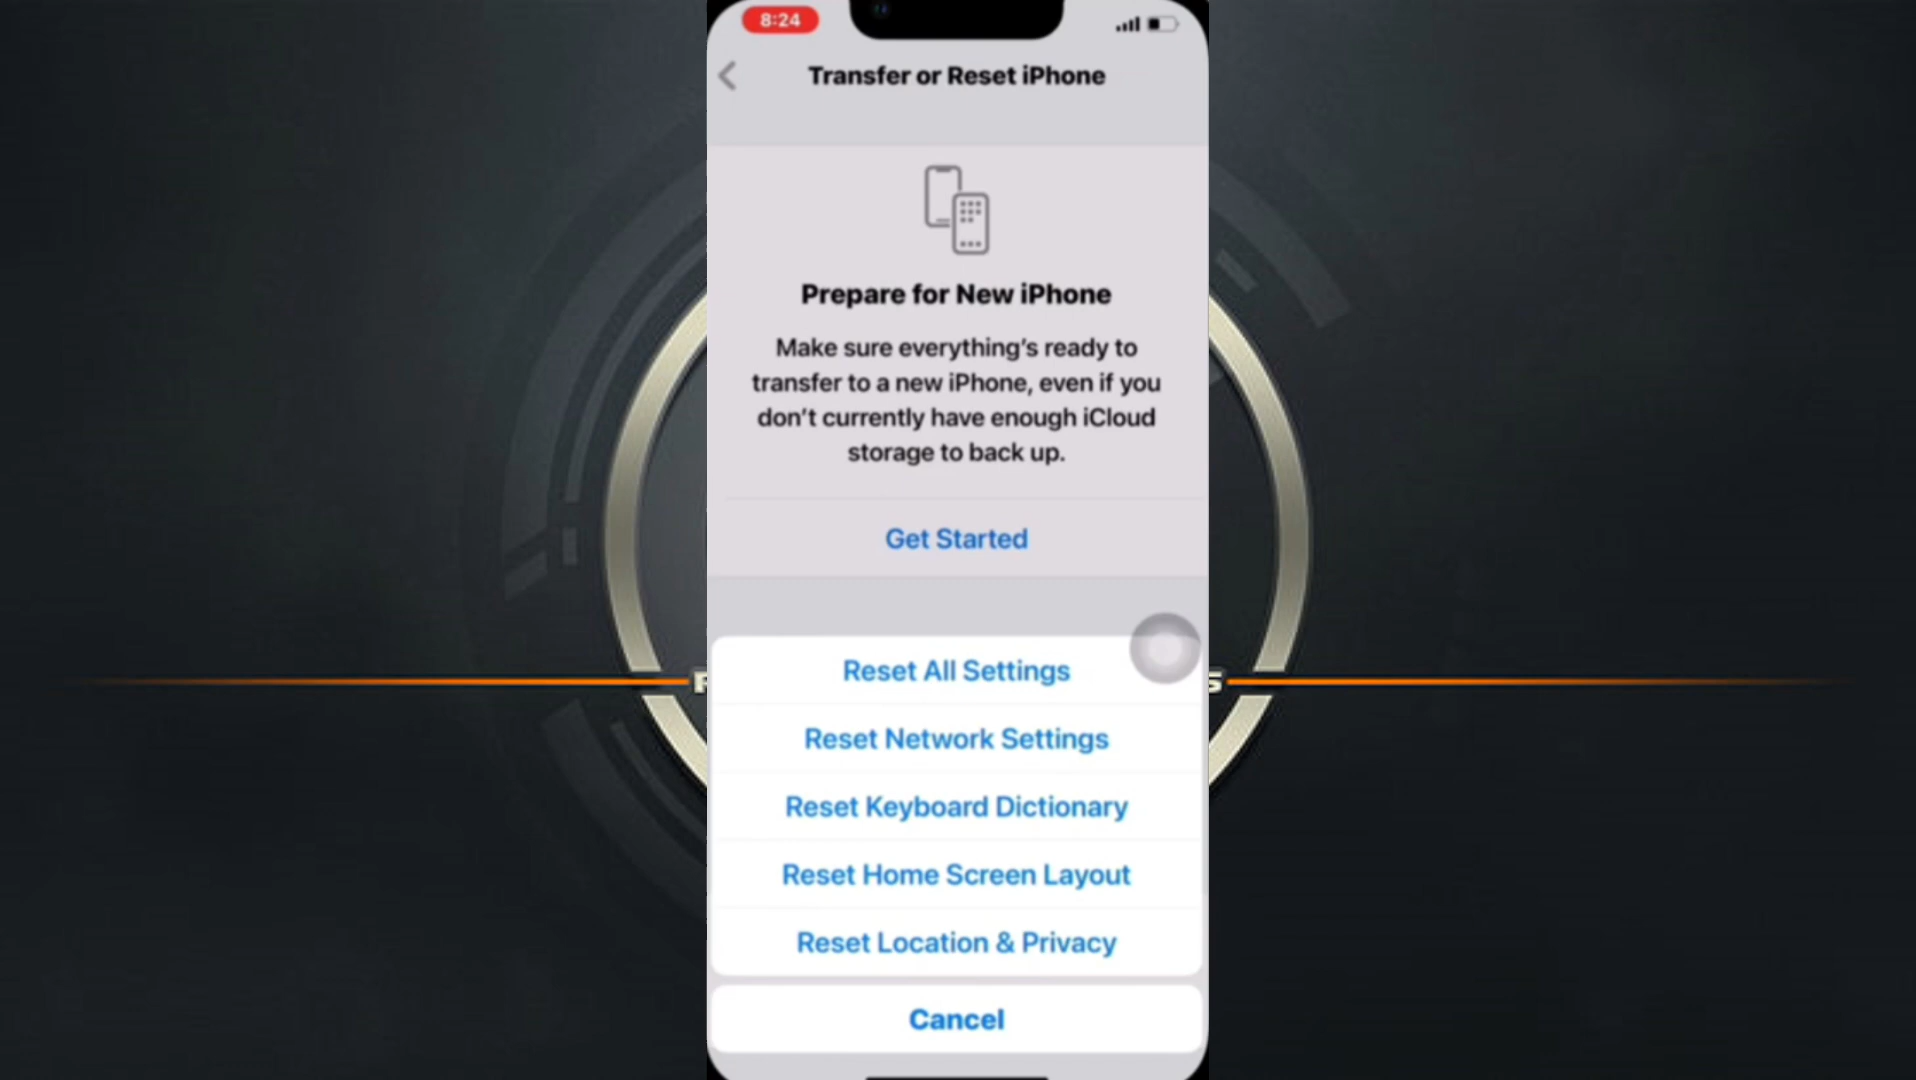 8:24
Transfer or Reset iPhone
Prepare for New iPhone
Make sure everything's ready to
transfer to a new iPhone, even if you
don't currently have enough iCloud
storage to back up.
Get Started
Reset All Settings
Reset Network Settings
Reset Keyboard Dictionary
Reset Home Screen Layout
Reset Location & Privacy
Cancel